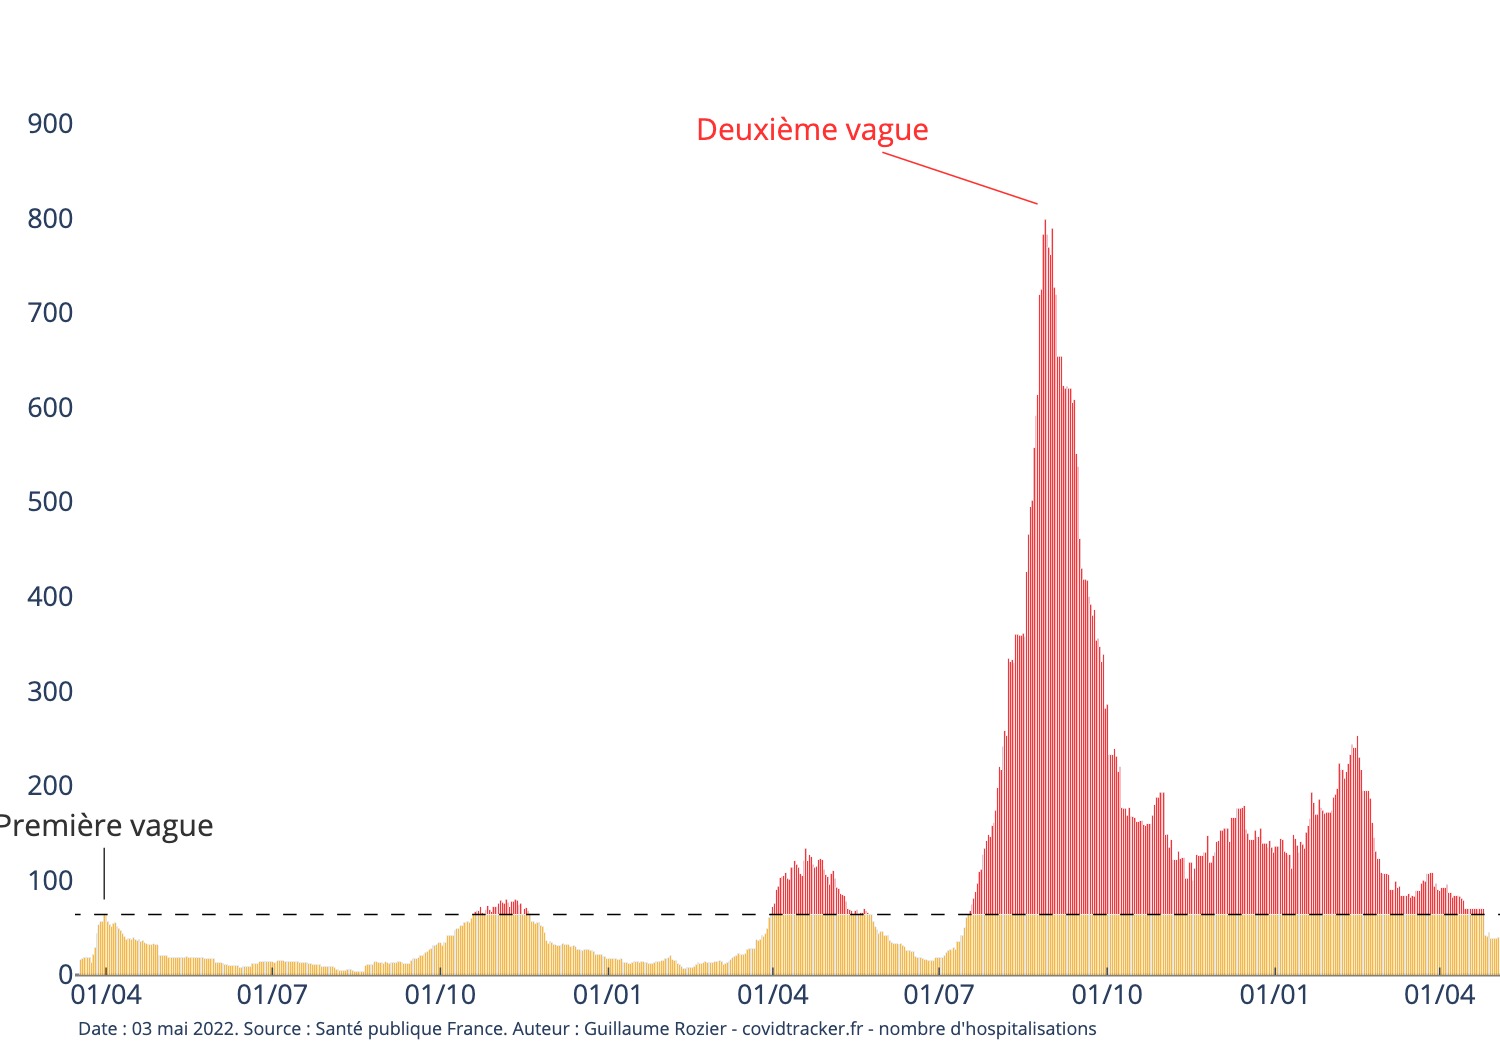 900
Deuxième vague
800
700
600
500
400
300
200
Première vague
100
0
01/04 01/07 01/10 01/01 01/04 01/07 01/10 01/01 01/04
Date : 03 mai 2022. Source : Santé publique France. Auteur : Guillaume Rozier - covidtracker.fr - nombre d'hospitalisations